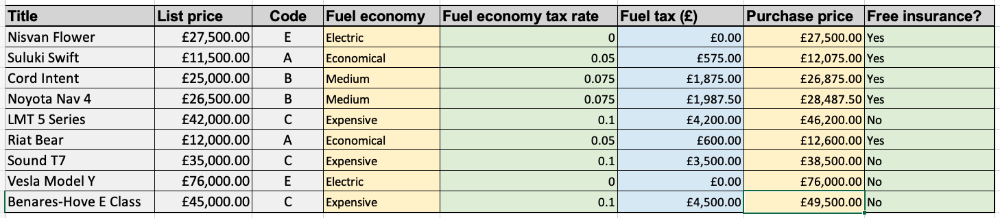 Title List price Code Fuel economy Fuel economy tax rate Fuel tax (£) Purchase price Free insurance?
Nisvan Flower £27,500.00 E Electric 0 £0.00 £27,500.00 Yes
Suluki Swift £11,500.00 A Economical 0.05 £575.00 £12,075.00 Yes
Cord Intent £25,000.00 B Medium 0.075 £1,875.00 £26,875.00 Yes
Noyota Nav 4 £26,500.00 B Medium 0.075 £1,987.50 £28,487.50 Yes
LMT 5 Series £42,000.00 C Expensive 0.1 £4,200.00 £46,200.00 No
Riat Bear £12,000.00 A Economical 0.05 £600.00 £12,600.00 Yes
Sound T7 £35,000.00 C Expensive 0.1 £3,500.00 £38,500.00 No
Vesla Model Y £76,000.00 E Electric 0 £0.00 £76,000.00 No
Benares-Hove E Class £45,000.00 C Expensive 0.1 £4,500.00 £49,500.00 No